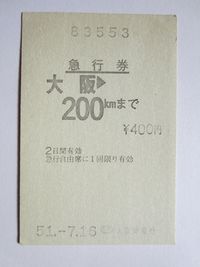 83553
急行券
大阪▶
200kmまで
¥400円
2日間有効
急行自由席に1回限り有効
51.-7.16